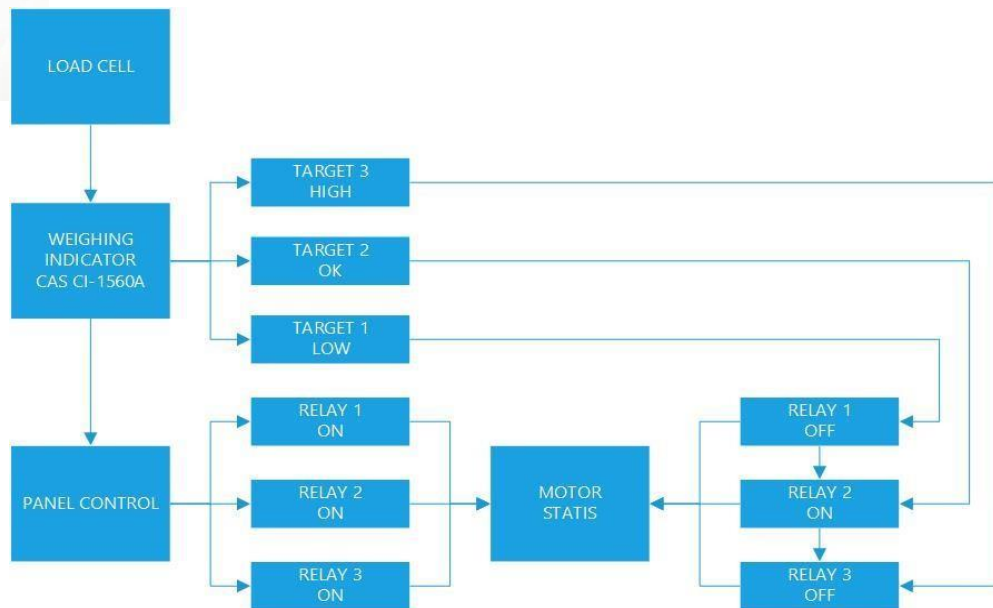 LOAD CELL
TARGET 3
HIGH
WEIGHING
INDICATOR
CAS CI-1560A
TARGET 2
OK
TARGET 1
LOW
RELAY 1
ON
RELAY 1
OFF
PANEL CONTROL
RELAY 2
ON
MOTOR
STATIS
RELAY 2
ON
RELAY 3
ON
RELAY 3
OFF